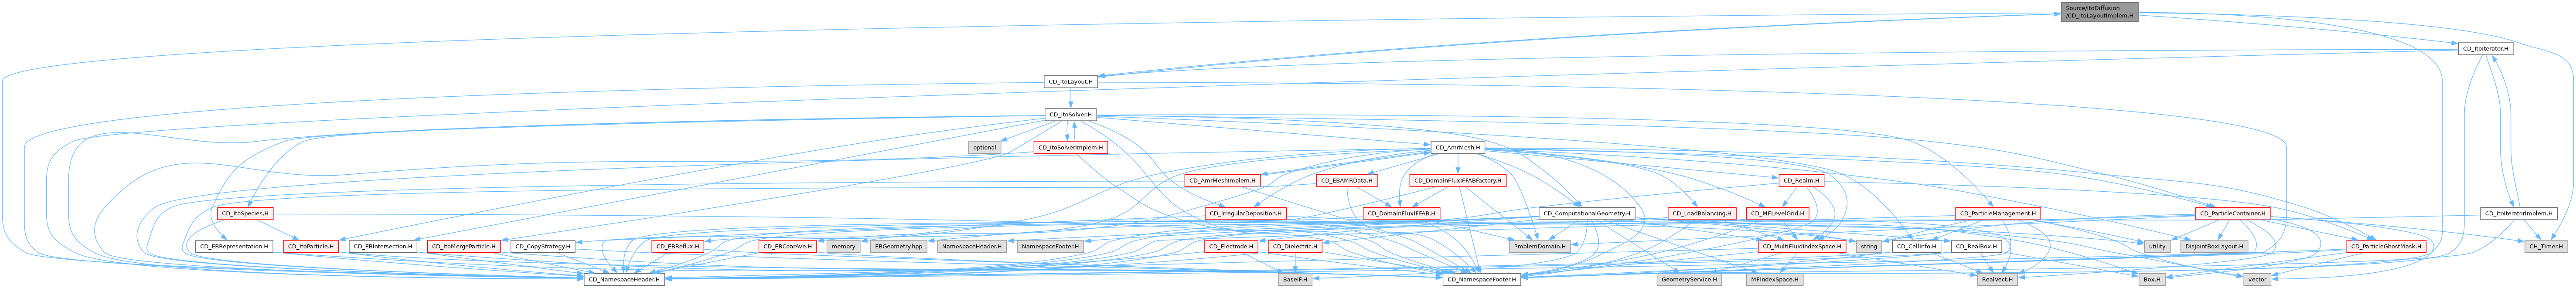 Source/ItoDiffusion
/CD_ItoLayoutImplem.H
CD_ItoIterator.H
CD_ItoLayout.H
CD_ItoSolver.H
optional
CD_ItoSolverImplem.H
CD_AmrMesh.H
CD_AmrMeshImplem.H
CD_EBAMRData.H
CD_DomainFluxIFFABFactory.H
CD_Realm.H
CD_ItoSpecies.H
CD_IrregularDeposition.H
CD_DomainFluxIFFAB.H
CD_ComputationalGeometry.H
CD_LoadBalancing.H
CD_MFLevelGrid.H
CD_ParticleManagement.H
CD_ParticleContainer.H
CD_ItoIteratorImplem.H
CD_EBRepresentation.H
CD_ItoParticle.H
CD_EBIntersection.H
CD_ItoMergeParticle.H
CD_CopyStrategy.H
CD_EBReflux.H
CD_EBCoarAve.H
memory
EBGeometry.hpp
NamespaceHeader.H
NamespaceFooter.H
CD_Electrode.H
CD_Dielectric.H
ProblemDomain.H
CD_MultiFluidIndexSpace.H
string
CD_CellInfo.H
CD_RealBox.H
utility
DisjointBoxLayout.H
CD_ParticleGhostMask.H
CH_Timer.H
CD_NamespaceHeader.H
BaseIF.H
CD_NamespaceFooter.H
GeometryService.H
MFIndexSpace.H
RealVect.H
Box.H
vector